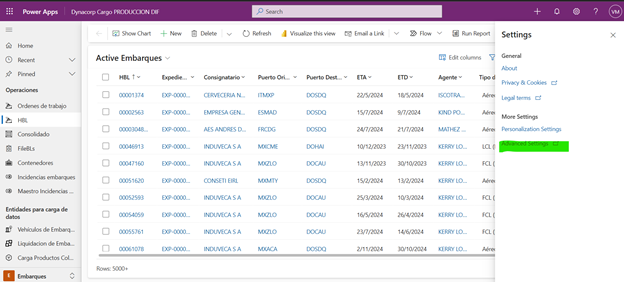 Power Apps Dynacorp Cargo PRODUCCION DIF Search VM
Show Chart New Delete Refresh Visualize this view Email a Link Flow Run Report
Home
Recent
Pinned
Operaciones
Ordenes de trabajo
HBL
Consolidado
FileBLs
Contenedores
Incidencias embarques
Maestro Incidencias ...
Entidades para carga de
datos
Vehículos de Embarq...
Liquidacion de Embar...
Carga Productos Col...
E Embarques
Active Embarques Edit columns
HBL ↑ Expedie... Consignatario Puerto Ori... Puerto Dest... ETA ETD Agente Tipo d
00001374 EXP-0000... CERVECERIA N... ITMXP DOSDQ 22/5/2024 18/5/2024 ISCOTRA... Aére
00002563 EXP-0000... EMPRESA GEN... ESMAD DOSDQ 15/7/2024 9/7/2024 KIND PO... Aére
00003048... EXP-0000... AES ANDRES D... FRCDG DOSDQ 24/7/2024 21/7/2024 MATHEZ ... Aére
00046913 EXP-0000... INDUVECA S A MXCME DOHAI 10/12/2023 23/11/2023 KERRY LO... LCL (
00047160 EXP-0000... INDUVECA S A MXZLO DOCAU 13/11/2023 30/10/2023 KERRY LO... FCL (
00051620 EXP-0000... CONSETI EIRL MXMTY DOSDQ 15/2/2024 13/2/2024 KERRY LO... Aére
00052593 EXP-0000... INDUVECA S A MXZLO DOCAU 25/3/2024 10/3/2024 KERRY LO... FCL (
00054059 EXP-0000... INDUVECA S A MXZLO DOCAU 16/5/2024 26/4/2024 KERRY LO... FCL (
00055761 EXP-0000... INDUVECA S A MXZLO DOCAU 23/7/2024 14/6/2024 KERRY LO... FCL (
00061078 EXP-0000... INDUVECA S A MXACA DOSDQ 2/11/2024 30/10/2024 KERRY LO... Aére
Rows: 5000+
Settings
General
About
Privacy & Cookies
Legal terms
More Settings
Personalization Settings
Advanced Settings